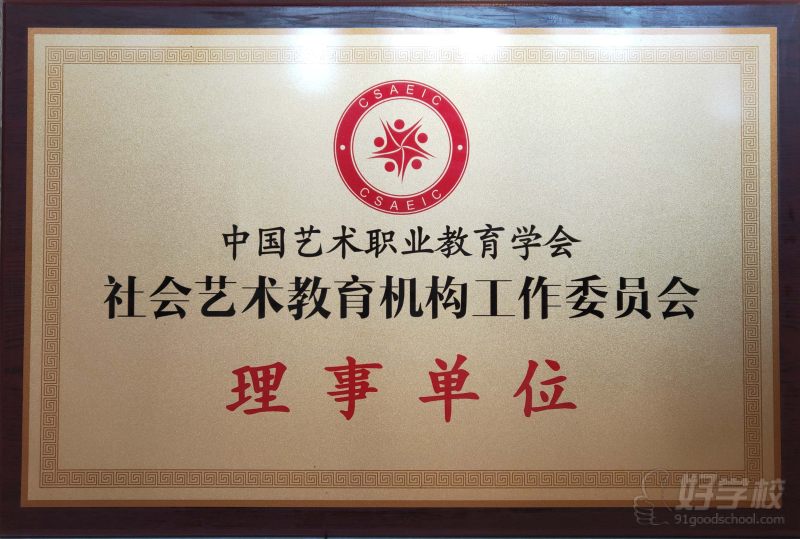 CSAEIC
CSAEIC
中国艺术职业教育学会
社会艺术教育机构工作委员会
理事单位
好学校
91goodschool.com